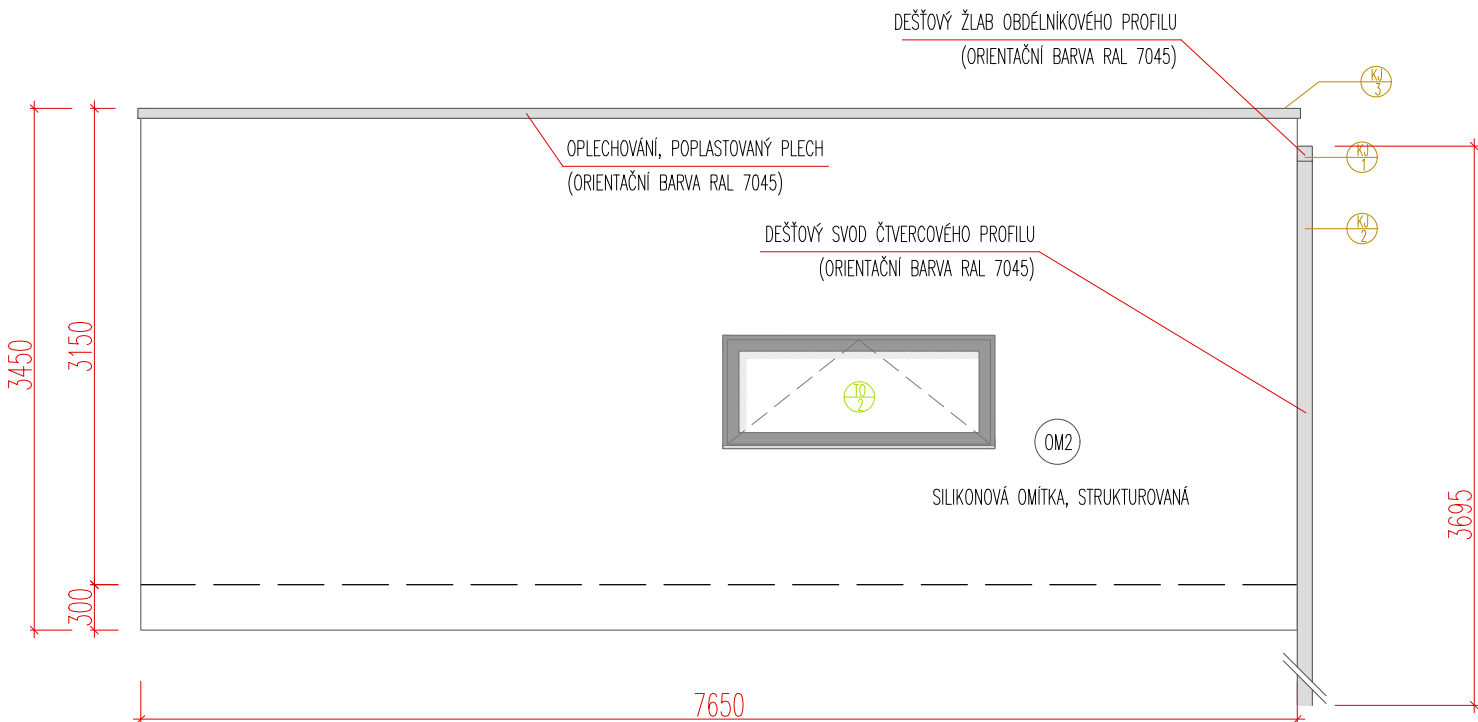 DEŠŤOVÝ ŽLAB OBDÉLNÍKOVÉHO PROFILU
(ORIENTAČNÍ BARVA RAL 7045)
KJ
3
OPLECHOVÁNÍ, POPLASTOVANÝ PLECH
(ORIENTAČNÍ BARVA RAL 7045)
KJ
1
DEŠŤOVÝ SVOD ČTVERCOVÉHO PROFILU
(ORIENTAČNÍ BARVA RAL 7045)
KJ
2
3450
3150
TO
2
OM2
SILIKONOVÁ OMÍTKA, STRUKTUROVANÁ
3695
300
7650